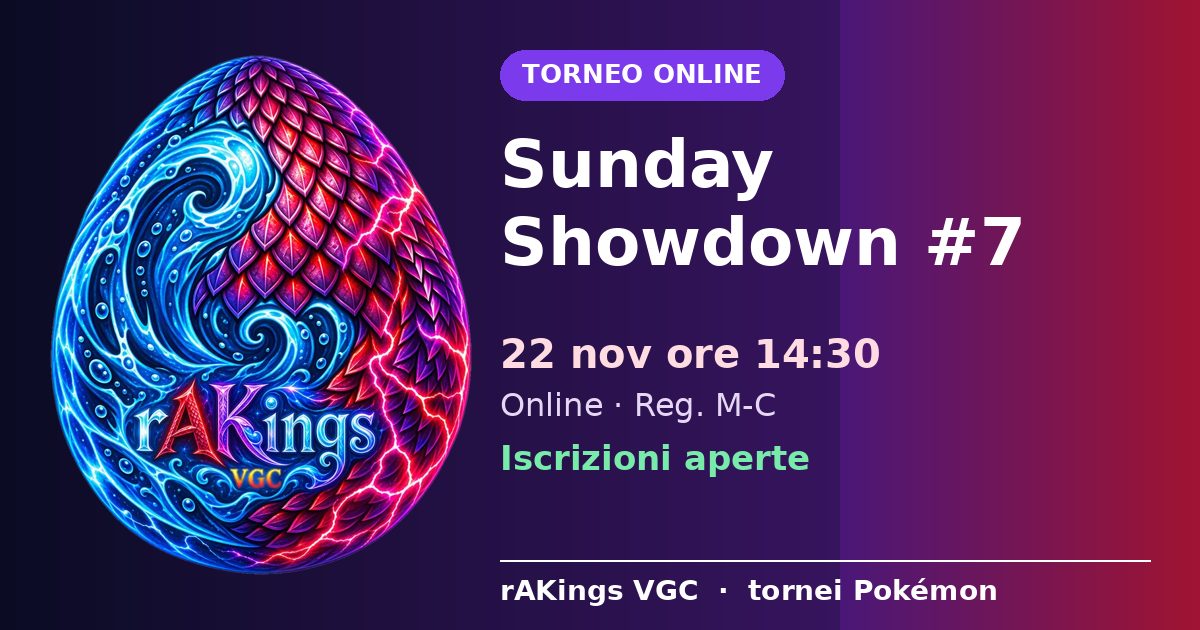 rAKings
VGC
TORNEO ONLINE
Sunday
Showdown #7
22 nov ore 14:30
Online · Reg. M-C
Iscrizioni aperte
rAKings VGC · tornei Pokémon